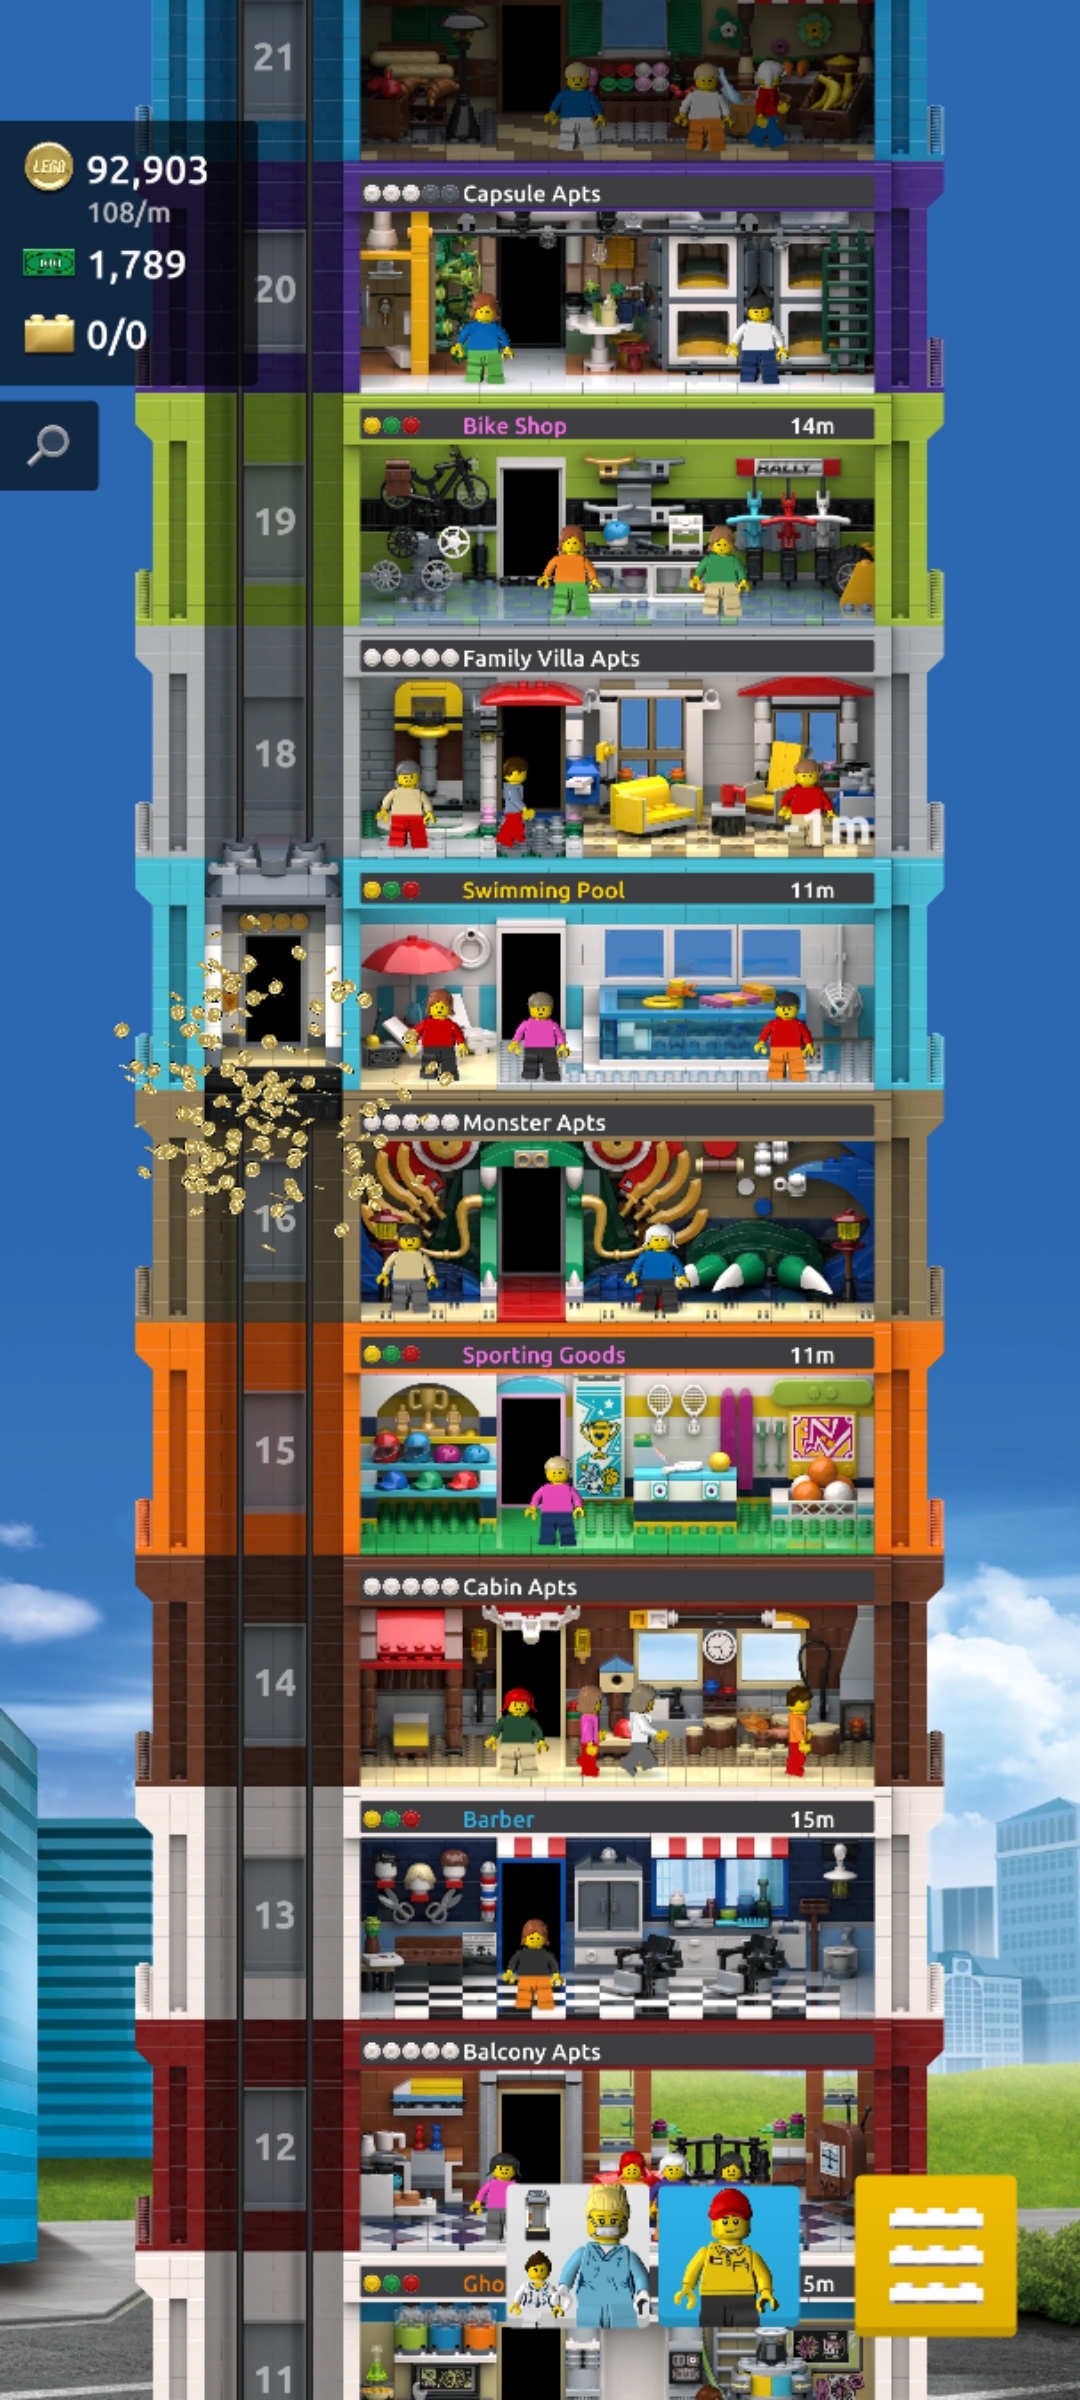 21
LEGO
92,903
108/m
1,789
0/0
Capsule Apts
20
Bike Shop 14m
RALLY
19
Family Villa Apts
18
-1m
Swimming Pool 11m
Monster Apts
16
Sporting Goods 11m
15
Cabin Apts
14
Barber 15m
13
Balcony Apts
12
Gho 5m
11